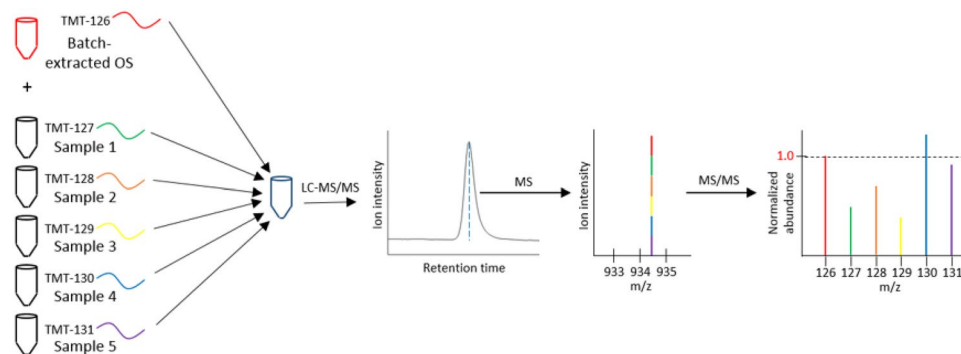 TMT-126
Batch-
extracted OS
+
TMT-127
Sample 1
TMT-128
Sample 2
TMT-129
Sample 3
TMT-130
Sample 4
TMT-131
Sample 5
LC-MS/MS
Ion intensity
Retention time
MS
Ion intensity
933 934 935
m/z
MS/MS
Normalized
abundance
1.0
126 127 128 129 130 131
m/z